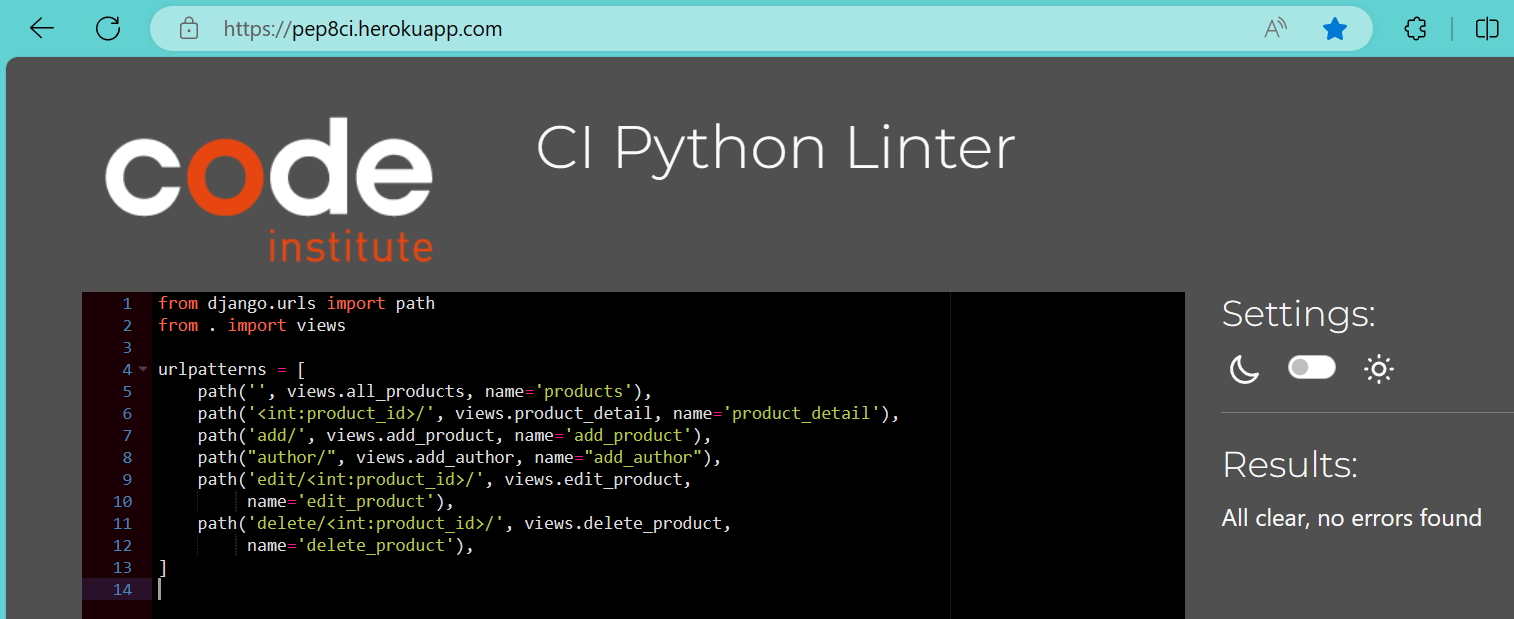 https://pep8ci.herokuapp.com
code
institute
CI Python Linter
1 from django.urls import path
2 from . import views
3
4 urlpatterns = [
5     path('', views.all_products, name='products'),
6     path('<int:product_id>/', views.product_detail, name='product_detail'),
7     path('add/', views.add_product, name='add_product'),
8     path("author/", views.add_author, name="add_author"),
9     path('edit/<int:product_id>/', views.edit_product,
10          name='edit_product'),
11     path('delete/<int:product_id>/', views.delete_product,
12          name='delete_product'),
13 ]
14
Settings:
Results:
All clear, no errors found